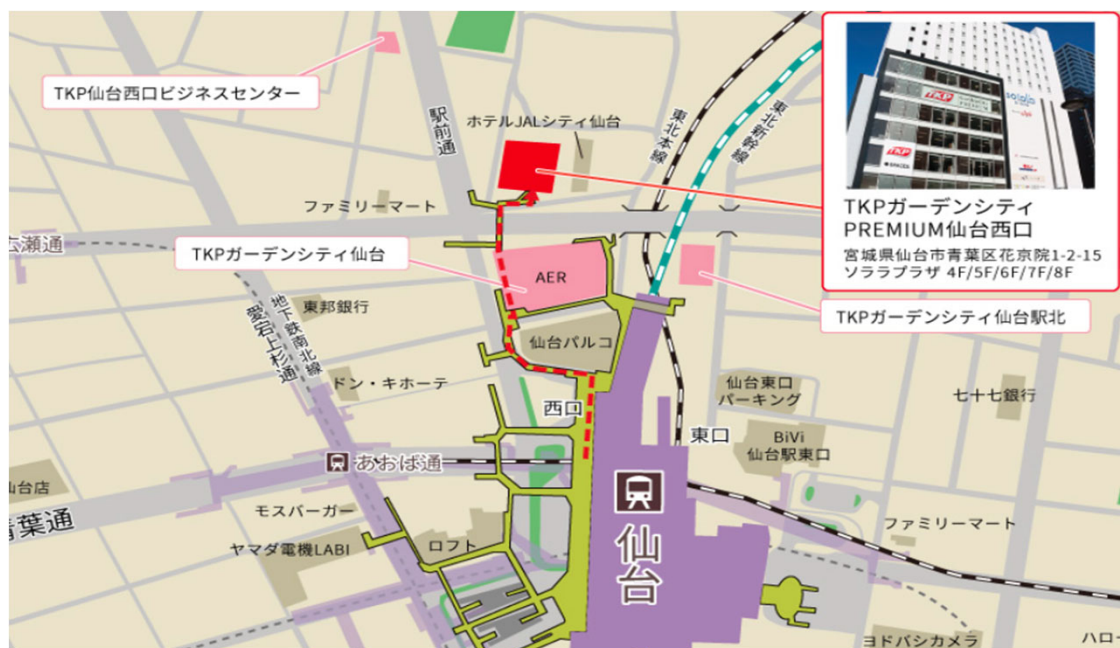 TKP仙台西口ビジネスセンター
駅前通
ホテルJALシティ仙台
東北本線
東北新幹線
TKP
TKP
solala
TKPガーデンシティ
PREMIUM仙台西口
宮城県仙台市青葉区花京院1-2-15
ソララプラザ 4F/5F/6F/7F/8F
ファミリーマート
広瀬通
TKPガーデンシティ仙台
AER
TKPガーデンシティ仙台駅北
地下鉄南北線
愛宕上杉通
東邦銀行
仙台パルコ
ドン・キホーテ
西口
東口
仙台東口
パーキング
七十七銀行
BiVi
仙台駅東口
あおば通
仙台店
青葉通
モスバーガー
ヤマダ電機LABI
ロフト
仙台
ファミリーマート
ヨドバシカメラ
ハロー